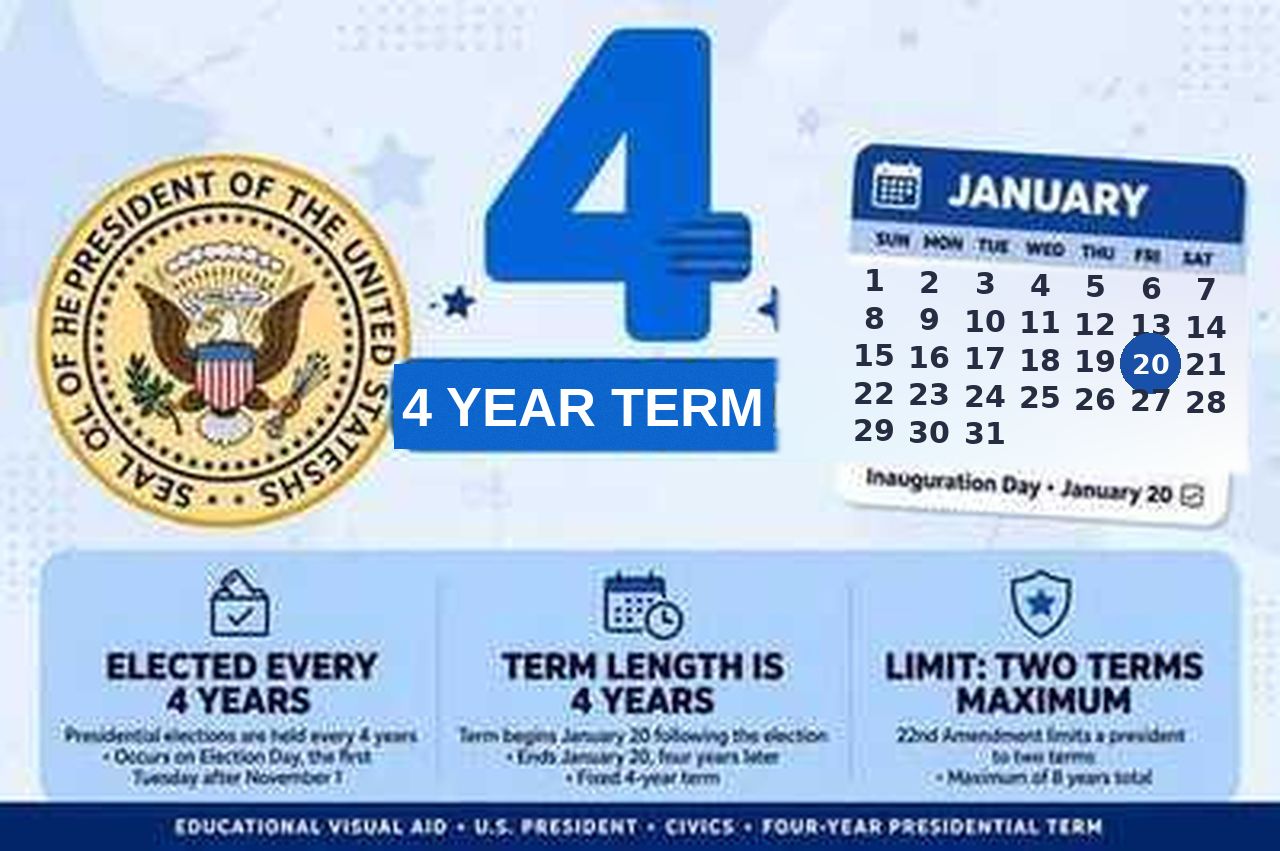 SEAL O.I OF HEPRESIDENT OF THE UNITED STATESHS
4
4 YEAR TERM
JANUARY
SUN MON TUE WED THU FRI SAT
1 2 3 4 5 6 7
8 9 10 11 12 13 14
15 16 17 18 19 20 21
22 23 24 25 26 27 28
29 30 31
Inauguration Day • January 20
ELECTED EVERY
4 YEARS
Presidential elections are held every 4 years
• Occurs on Election Day, the first
Tuesday after November 1
TERM LENGTH IS
4 YEARS
Term begins January 20 following the election
• Ends January 20, four years later
• Fixed 4-year term
LIMIT: TWO TERMS
MAXIMUM
22nd Amendment limits a president
to two terms
• Maximum of 8 years total
EDUCATIONAL VISUAL AID • U.S. PRESIDENT • CIVICS • FOUR-YEAR PRESIDENTIAL TERM